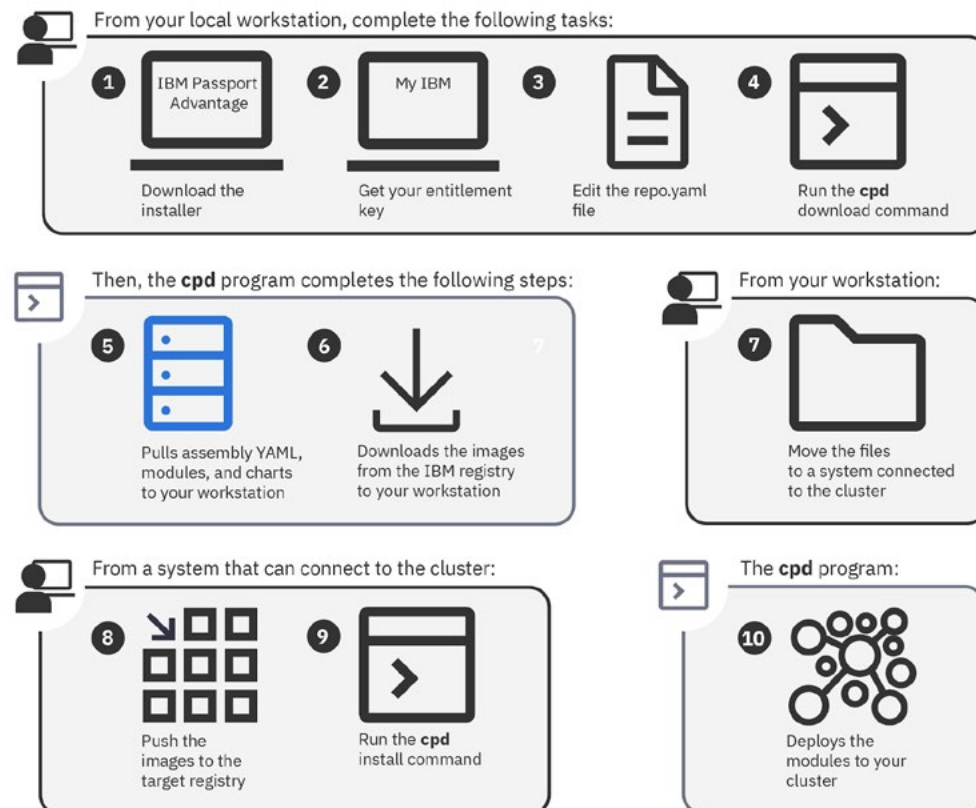 From your local workstation, complete the following tasks:
1
IBM Passport
Advantage
Download the
installer
2
My IBM
Get your entitlement
key
3
Edit the repo.yaml
file
4
Run the cpd
download command
Then, the cpd program completes the following steps:
5
Pulls assembly YAML,
modules, and charts
to your workstation
6
Downloads the images
from the IBM registry
to your workstation
7
From your workstation:
7
Move the files
to a system connected
to the cluster
From a system that can connect to the cluster:
8
Push the
images to the
target registry
9
Run the cpd
install command
The cpd program:
10
Deploys the
modules to your
cluster